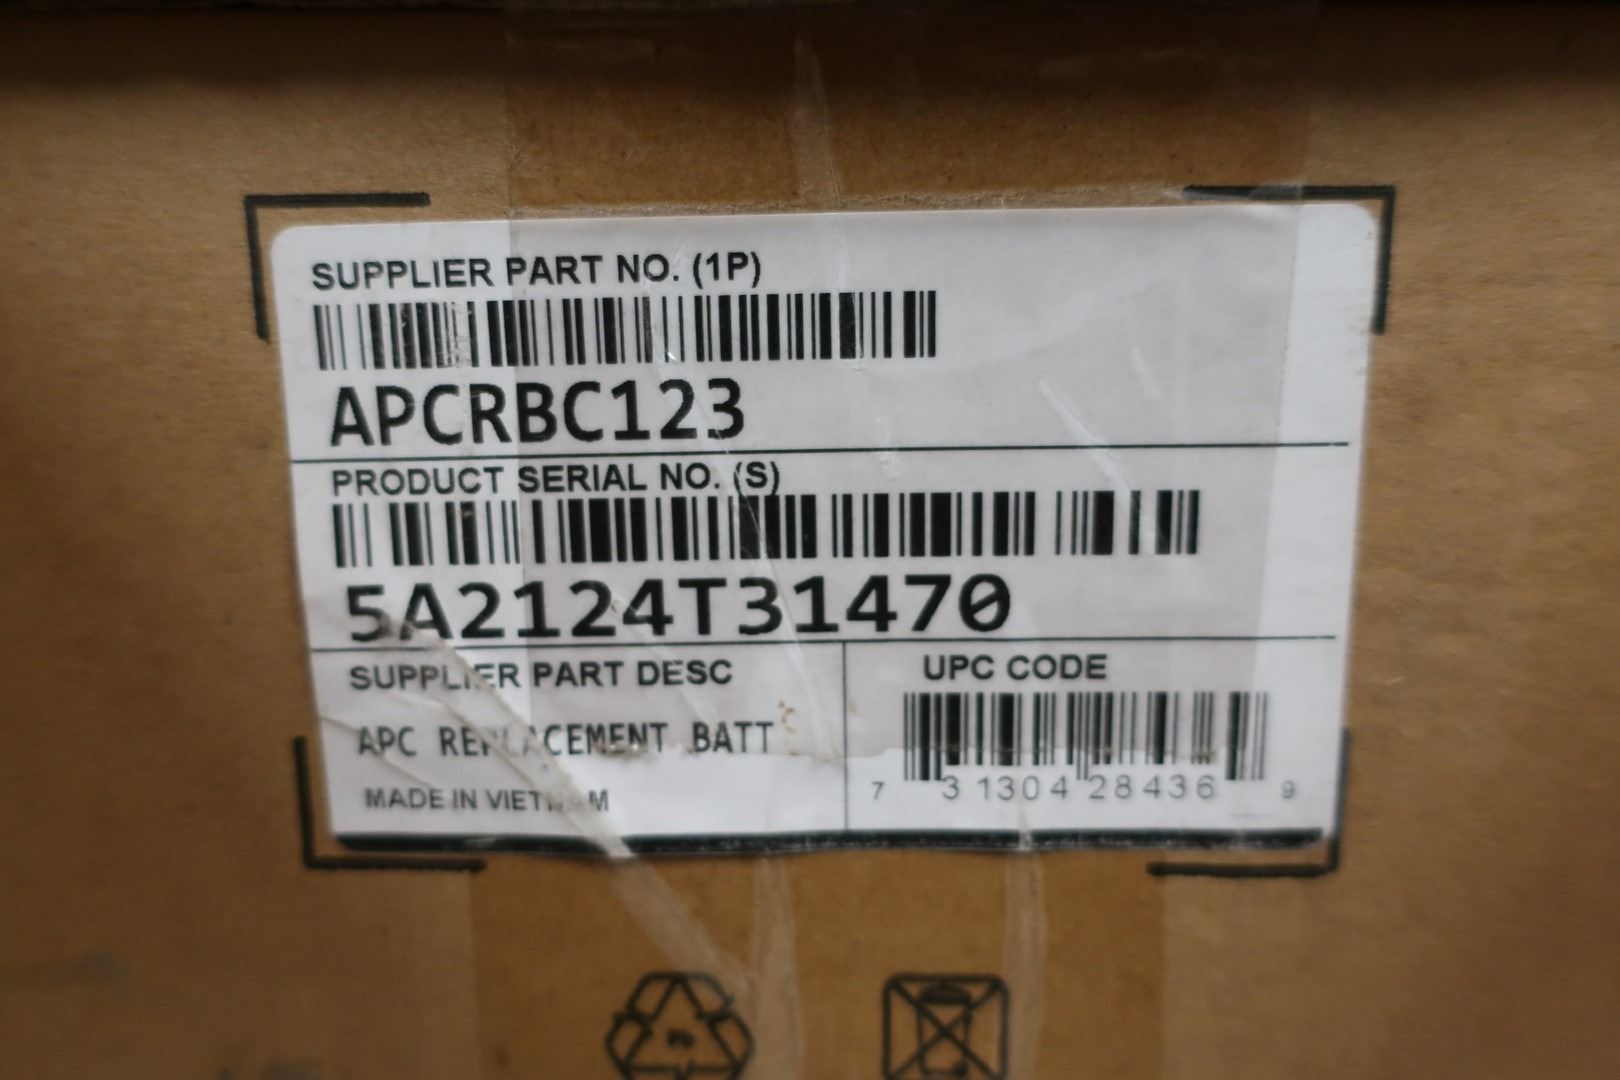 SUPPLIER PART NO. (1P)
APCRBC123
PRODUCT SERIAL NO. (S)
5A2124T31470
SUPPLIER PART DESC
APC REPLACEMENT BATT
MADE IN VIETNAM
UPC CODE
7 31304 28436 9
Pb